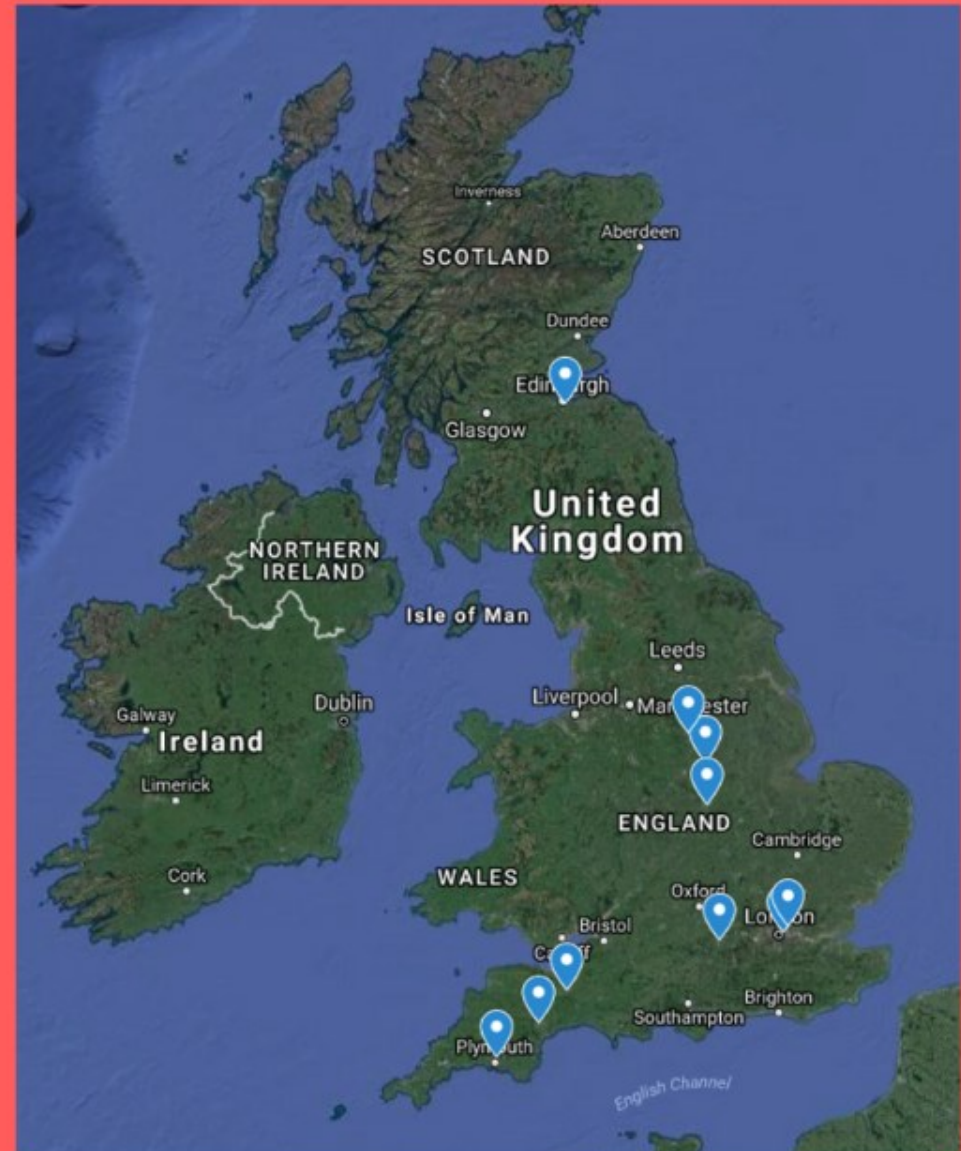 Inverness
Aberdeen
SCOTLAND
Dundee
Glasgow
United
Kingdom
NORTHERN
IRELAND
Isle of Man
Leeds
Liverpool
Dublin
Galway
Ireland
Limerick
ENGLAND
Cambridge
WALES
Cork
Oxford
Bristol
Brighton
Southampton
English Channel